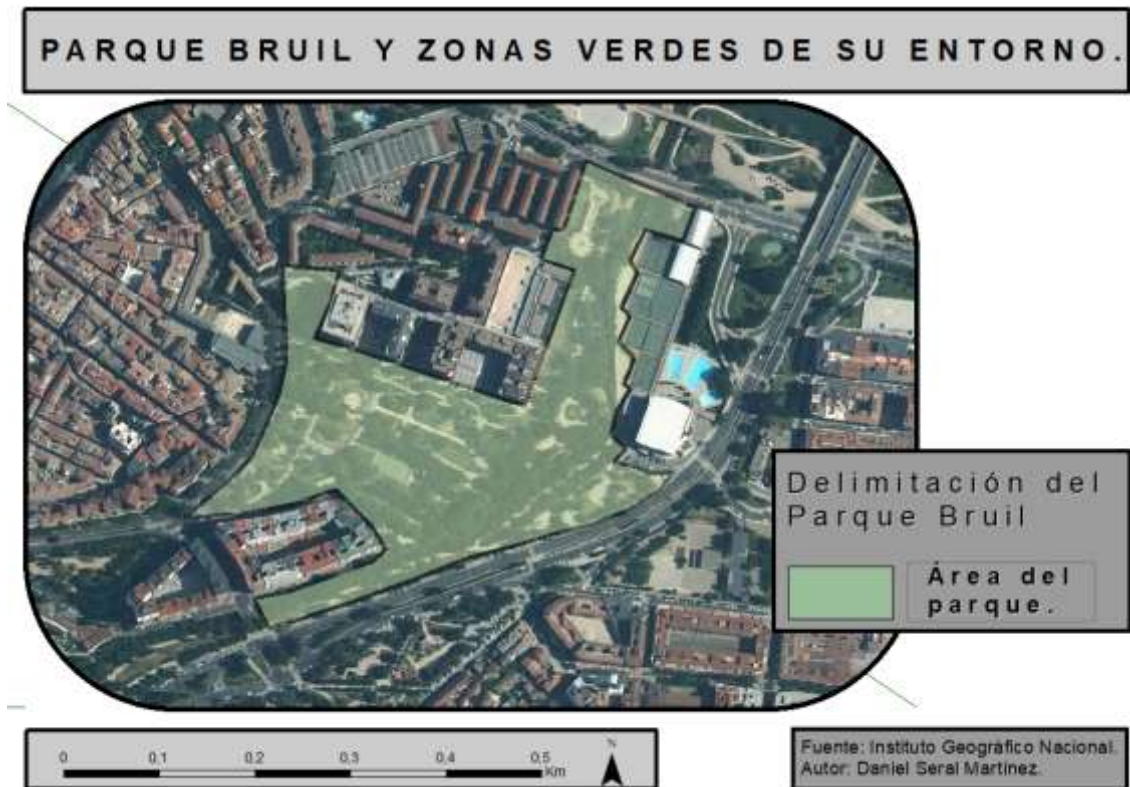 PARQUE BRUIL Y ZONAS VERDES DE SU ENTORNO.
Delimitación del
Parque Bruil
Área del
parque.
0 0,1 0,2 0,3 0,4 0,5
Km
N
Fuente: Instituto Geográfico Nacional.
Autor: Daniel Seral Martínez.